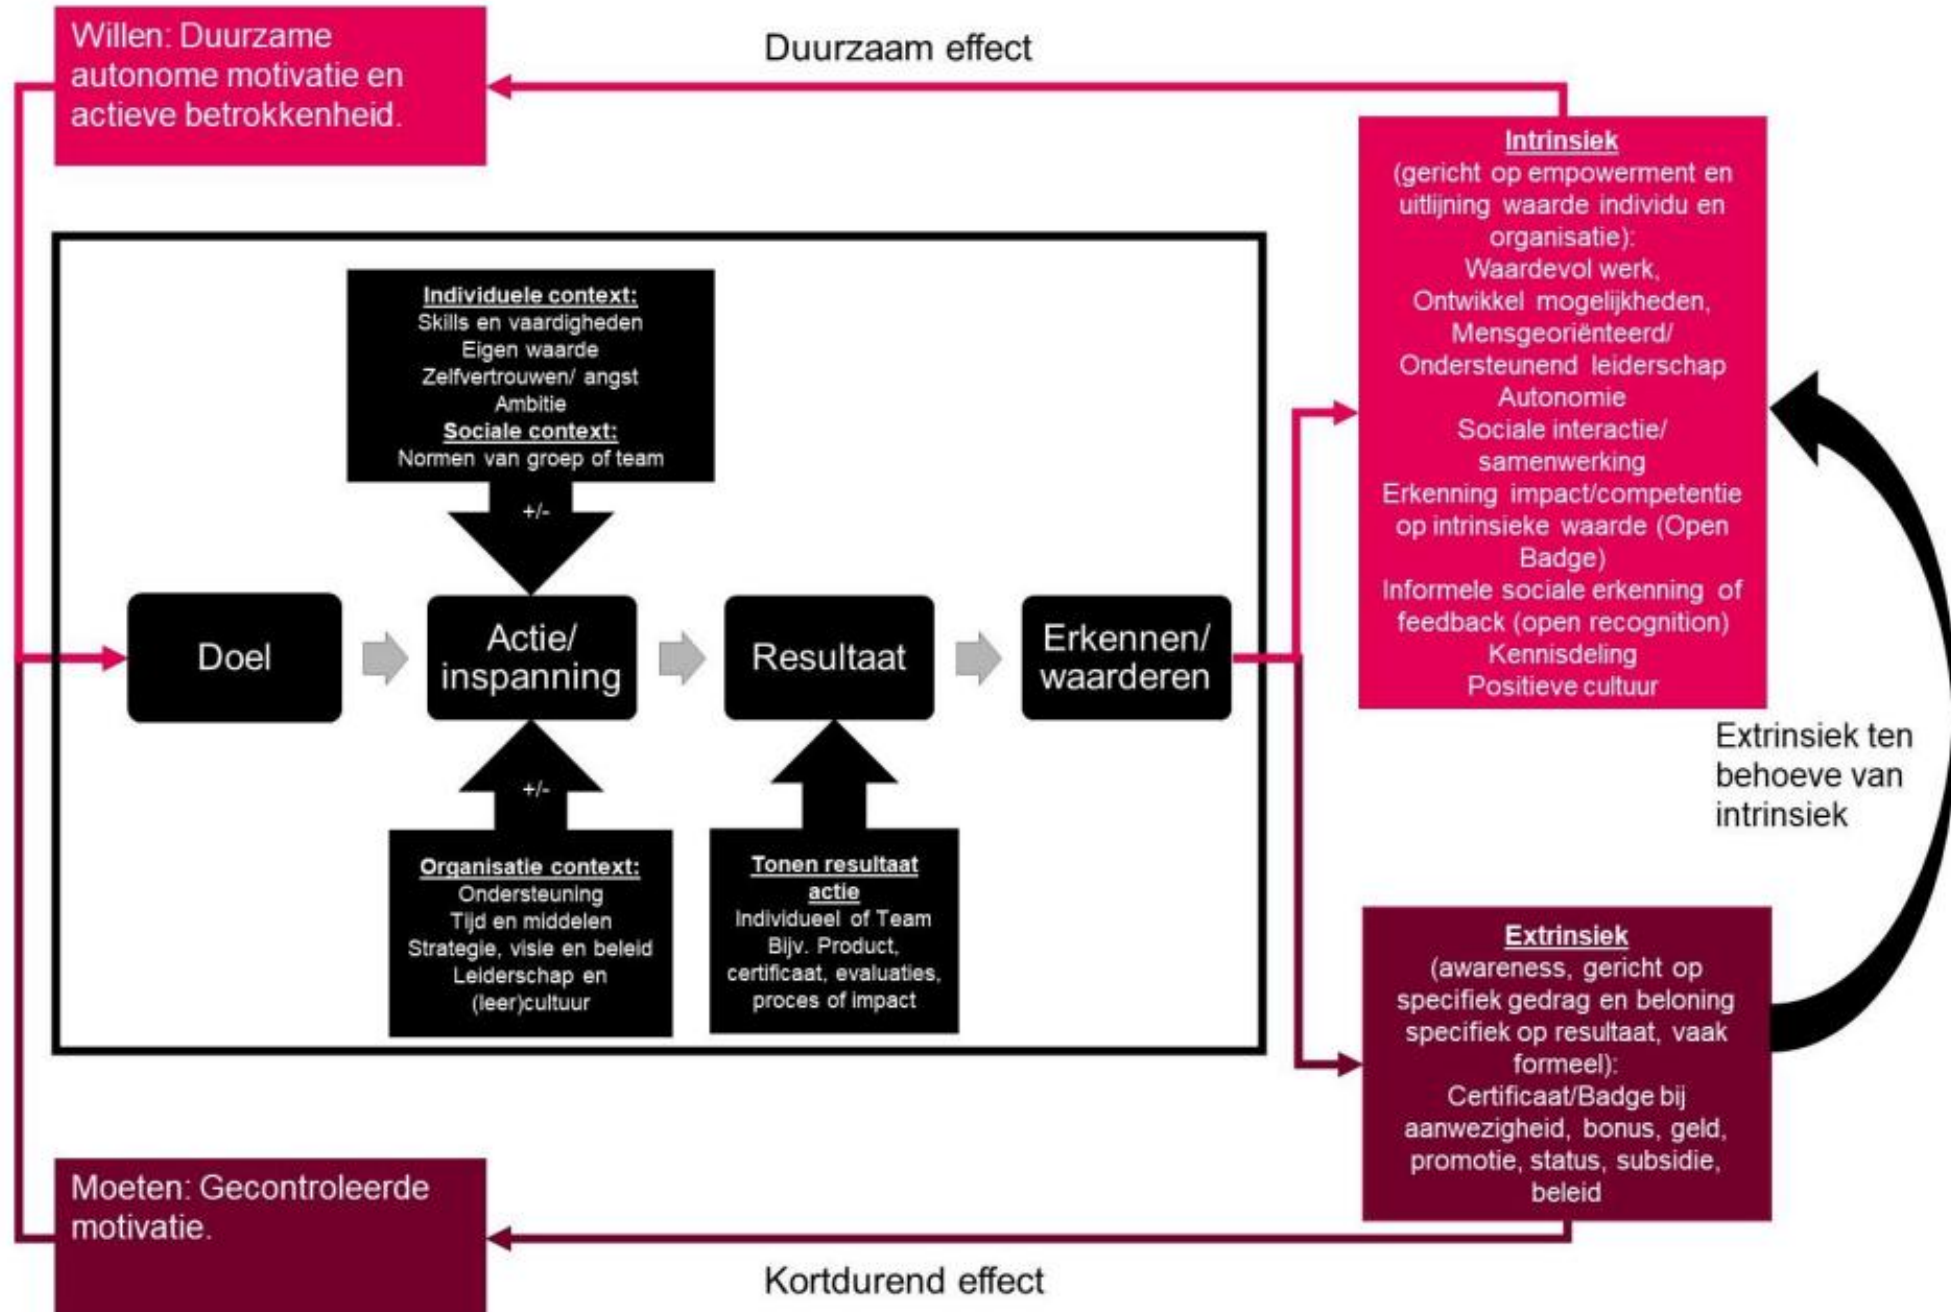 Willen: Duurzame
autonome motivatie en
actieve betrokkenheid.
Duurzaam effect
Intrinsiek
(gericht op empowerment en
uitlijning waarde individu en
organisatie):
Waardevol werk,
Ontwikkel mogelijkheden,
Mensgeoriënteerd/
Ondersteunend leiderschap
Autonomie
Sociale interactie/
samenwerking
Erkenning impact/competentie
op intrinsieke waarde (Open
Badge)
Informele sociale erkenning of
feedback (open recognition)
Kennisdeling
Positieve cultuur
Individuele context:
Skills en vaardigheden
Eigen waarde
Zelfvertrouwen/ angst
Ambitie
Sociale context:
Normen van groep of team
+/-
Doel
Actie/
inspanning
Resultaat
Erkennen/
waarderen
+/-
Organisatie context:
Ondersteuning
Tijd en middelen
Strategie, visie en beleid
Leiderschap en
(leer)cultuur
Tonen resultaat
actie
Individueel of Team
Bijv. Product,
certificaat, evaluaties,
proces of impact
Extrinsiek ten
behoeve van
intrinsiek
Extrinsiek
(awareness, gericht op
specifiek gedrag en beloning
specifiek op resultaat, vaak
formeel):
Certificaat/Badge bij
aanwezigheid, bonus, geld,
promotie, status, subsidie,
beleid
Moeten: Gecontroleerde
motivatie.
Kortdurend effect